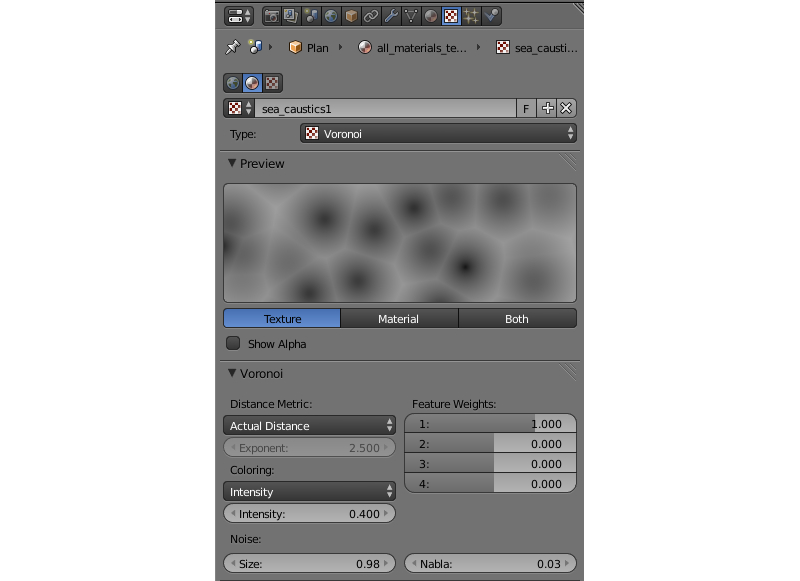 Plan all_materials_te... sea_causti...
sea_caustics1 F
Type: Voronoi
Preview
Texture Material Both
Show Alpha
Voronoi
Distance Metric:
Actual Distance
Exponent: 2.500
Coloring:
Intensity
Intensity: 0.400
Feature Weights:
1: 1.000
2: 0.000
3: 0.000
4: 0.000
Noise:
Size: 0.98 Nabla: 0.03